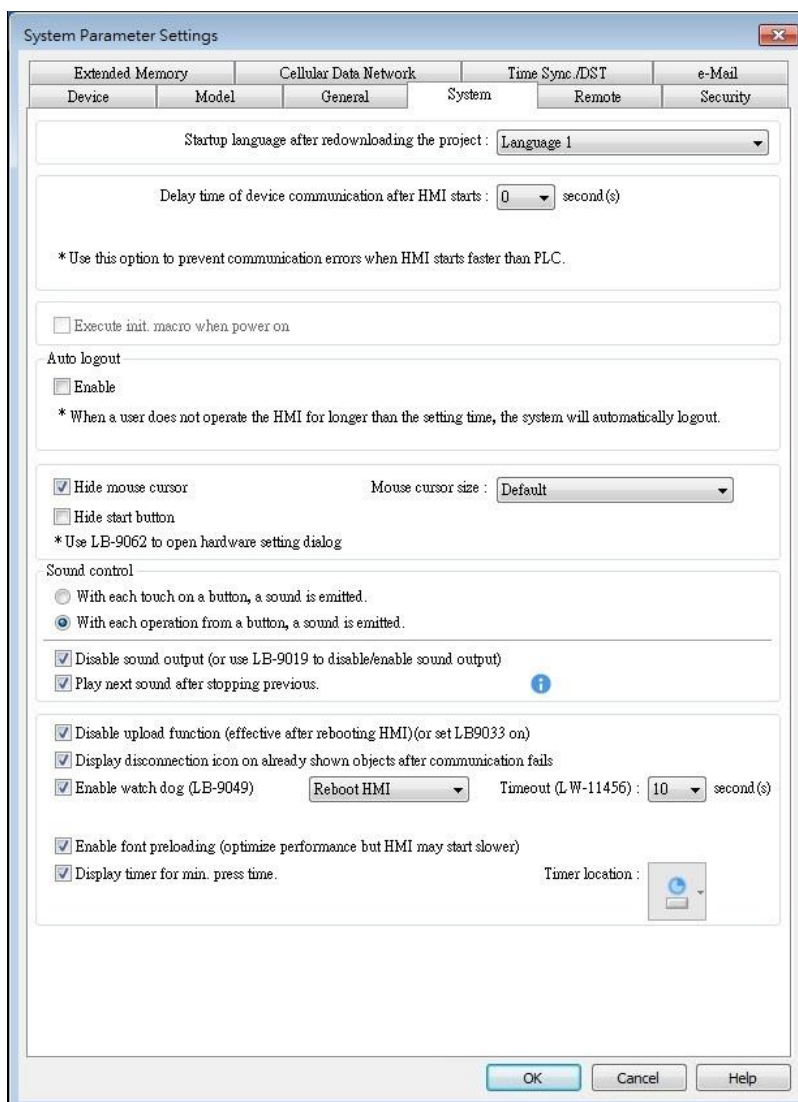 System Parameter Settings
Extended Memory Cellular Data Network Time Sync./DST e-Mail
Device Model General System Remote Security
Startup language after redownloading the project : Language 1
Delay time of device communication after HMI starts : 0 second(s)
* Use this option to prevent communication errors when HMI starts faster than PLC.
Execute init. macro when power on
Auto logout
Enable
* When a user does not operate the HMI for longer than the setting time, the system will automatically logout.
Hide mouse cursor Mouse cursor size : Default
Hide start button
* Use LB-9062 to open hardware setting dialog
Sound control
With each touch on a button, a sound is emitted.
With each operation from a button, a sound is emitted.
Disable sound output (or use LB-9019 to disable/enable sound output)
Play next sound after stopping previous.
Disable upload function (effective after rebooting HMI)(or set LB9033 on)
Display disconnection icon on already shown objects after communication fails
Enable watch dog (LB-9049) Reboot HMI Timeout (LW-11456) : 10 second(s)
Enable font preloading (optimize performance but HMI may start slower)
Display timer for min. press time. Timer location :
OK Cancel Help